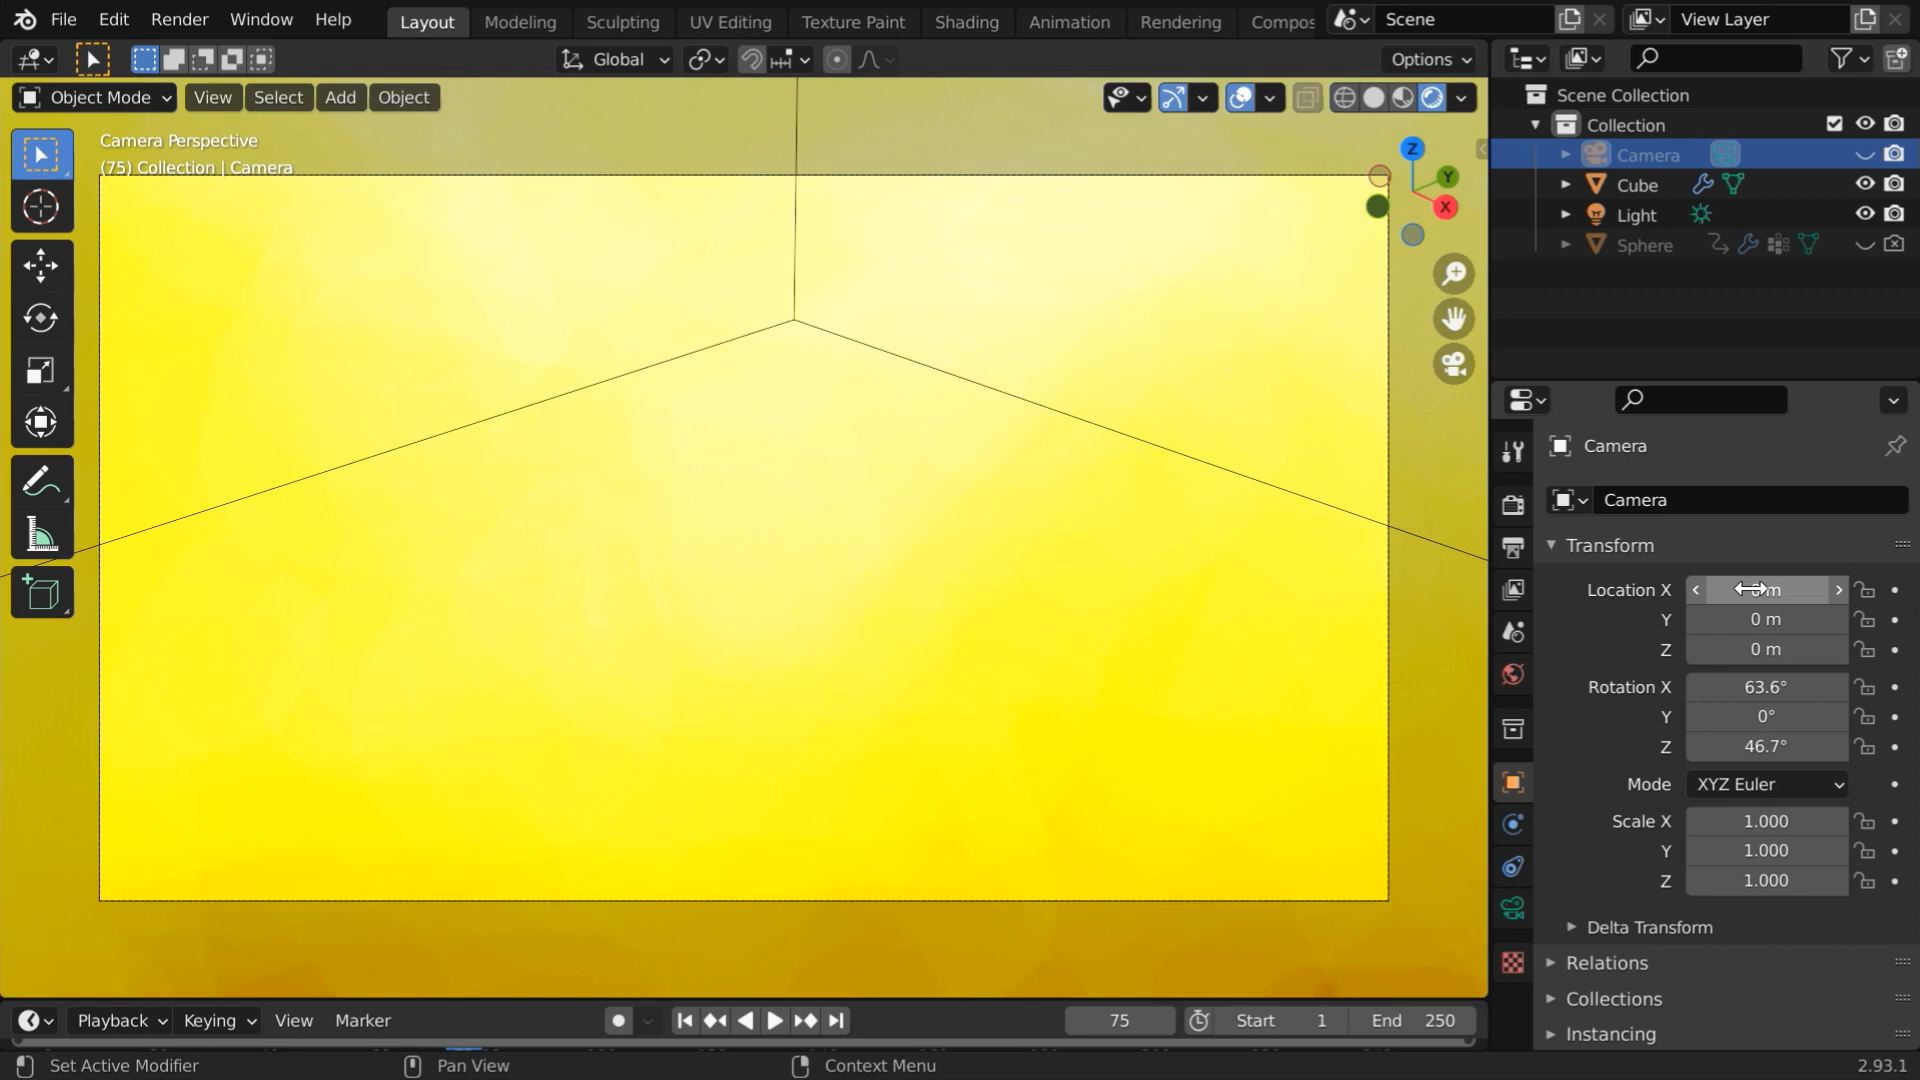 File Edit Render Window Help Layout Modeling Sculpting UV Editing Texture Paint Shading Animation Rendering Compos Scene View Layer
Global Options
Object Mode View Select Add Object
Scene Collection
Collection
Camera
Cube
Light
Sphere
Camera Perspective
(75) Collection | Camera
Z
Y
X
Camera
Camera
Transform
Location X
Y 0 m
Z 0 m
Rotation X 63.6°
Y 0°
Z 46.7°
Mode XYZ Euler
Scale X 1.000
Y 1.000
Z 1.000
Delta Transform
Relations
Collections
Instancing
Playback Keying View Marker 75 Start 1 End 250
Set Active Modifier Pan View Context Menu 2.93.1